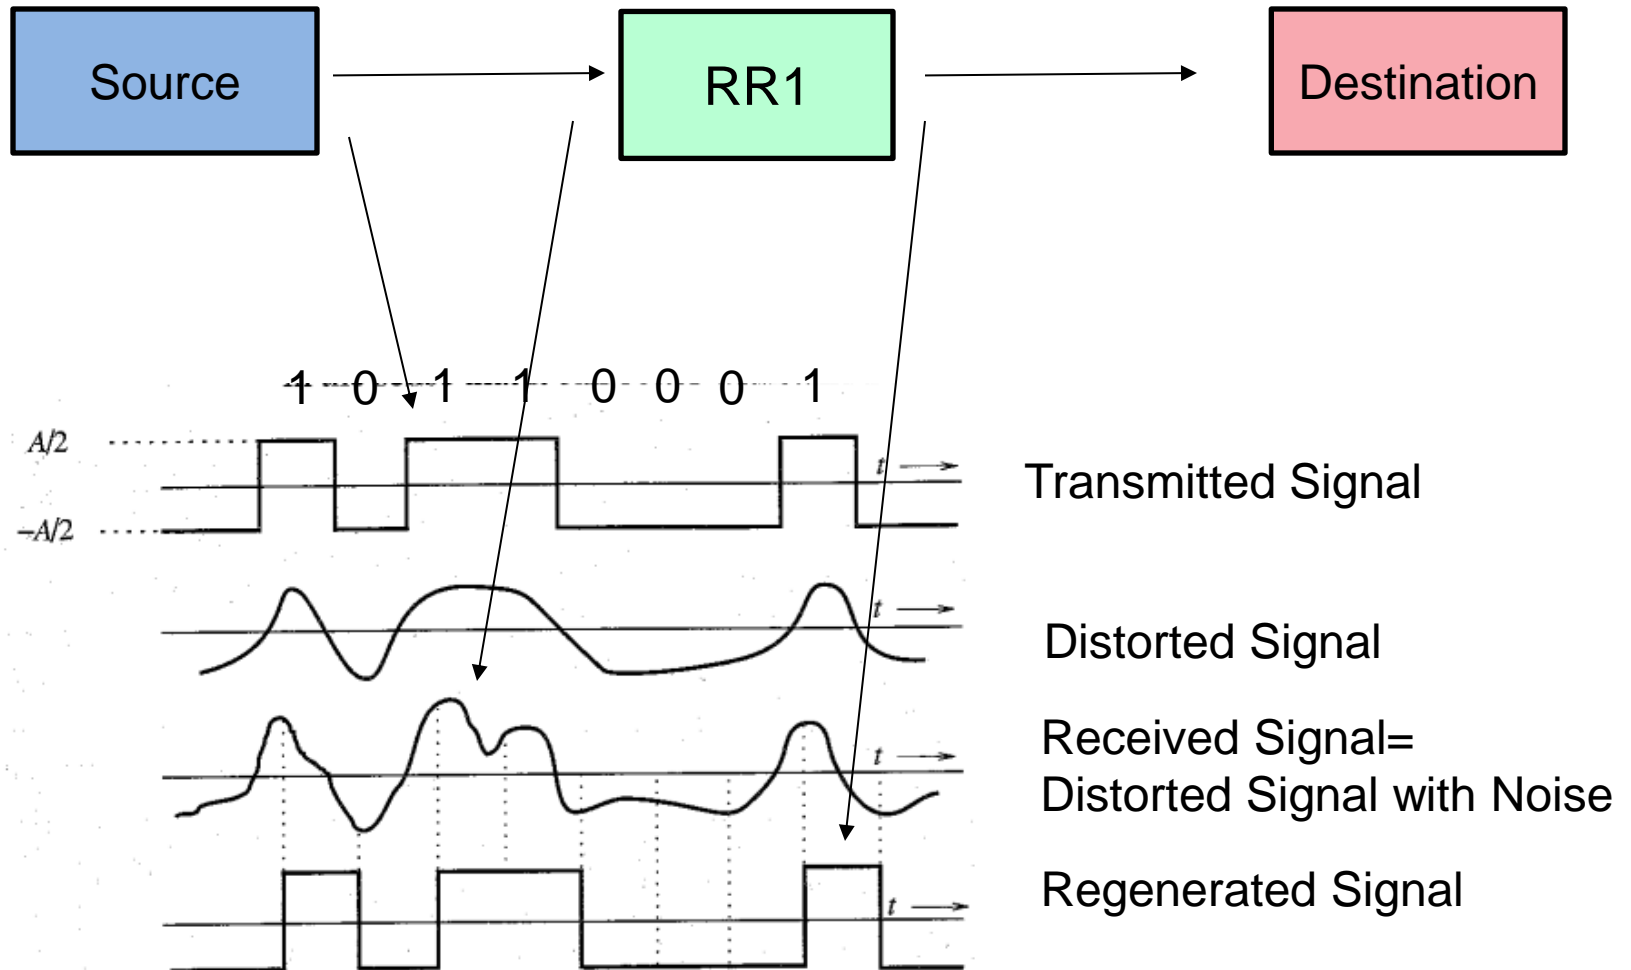 Source
RR1
Destination
1 0 1 1 0 0 0 1
A/2
t
Transmitted Signal
−A/2
t
Distorted Signal
Received Signal=
t
Distorted Signal with Noise
Regenerated Signal
t